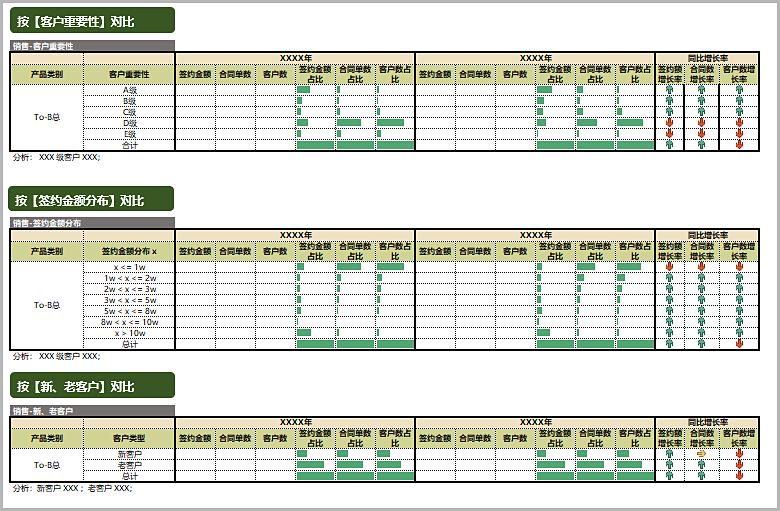 按【客户重要性】对比
销售-客户重要性
XXXX年 XXXX年 同比增长率
产品类别 客户重要性 签约金额 合同单数 客户数 签约金额占比 合同单数占比 客户数占比 签约金额 合同单数 客户数 签约金额占比 合同单数占比 客户数占比 签约额增长率 合同数增长率 客户数增长率
To-B总
A级
B级
C级
D级
E级
合计
分析： XXX 级客户 XXX;
按【签约金额分布】对比
销售-签约金额分布
XXXX年 XXXX年 同比增长率
产品类别 签约金额分布 x 签约金额 合同单数 客户数 签约金额占比 合同单数占比 客户数占比 签约金额 合同单数 客户数 签约金额占比 合同单数占比 客户数占比 签约额增长率 合同数增长率 客户数增长率
To-B总
x <= 1w
1w < x <= 2w
2w < x <= 3w
3w < x <= 5w
5w < x <= 8w
8w < x <= 10w
x > 10w
总计
分析： XXX 级客户 XXX;
按【新、老客户】对比
销售-新、老客户
XXXX年 XXXX年 同比增长率
产品类别 客户类型 签约金额 合同单数 客户数 签约金额占比 合同单数占比 客户数占比 签约金额 合同单数 客户数 签约金额占比 合同单数占比 客户数占比 签约额增长率 合同数增长率 客户数增长率
To-B总
新客户
老客户
总计
分析：新客户 XXX ；老客户 XXX;